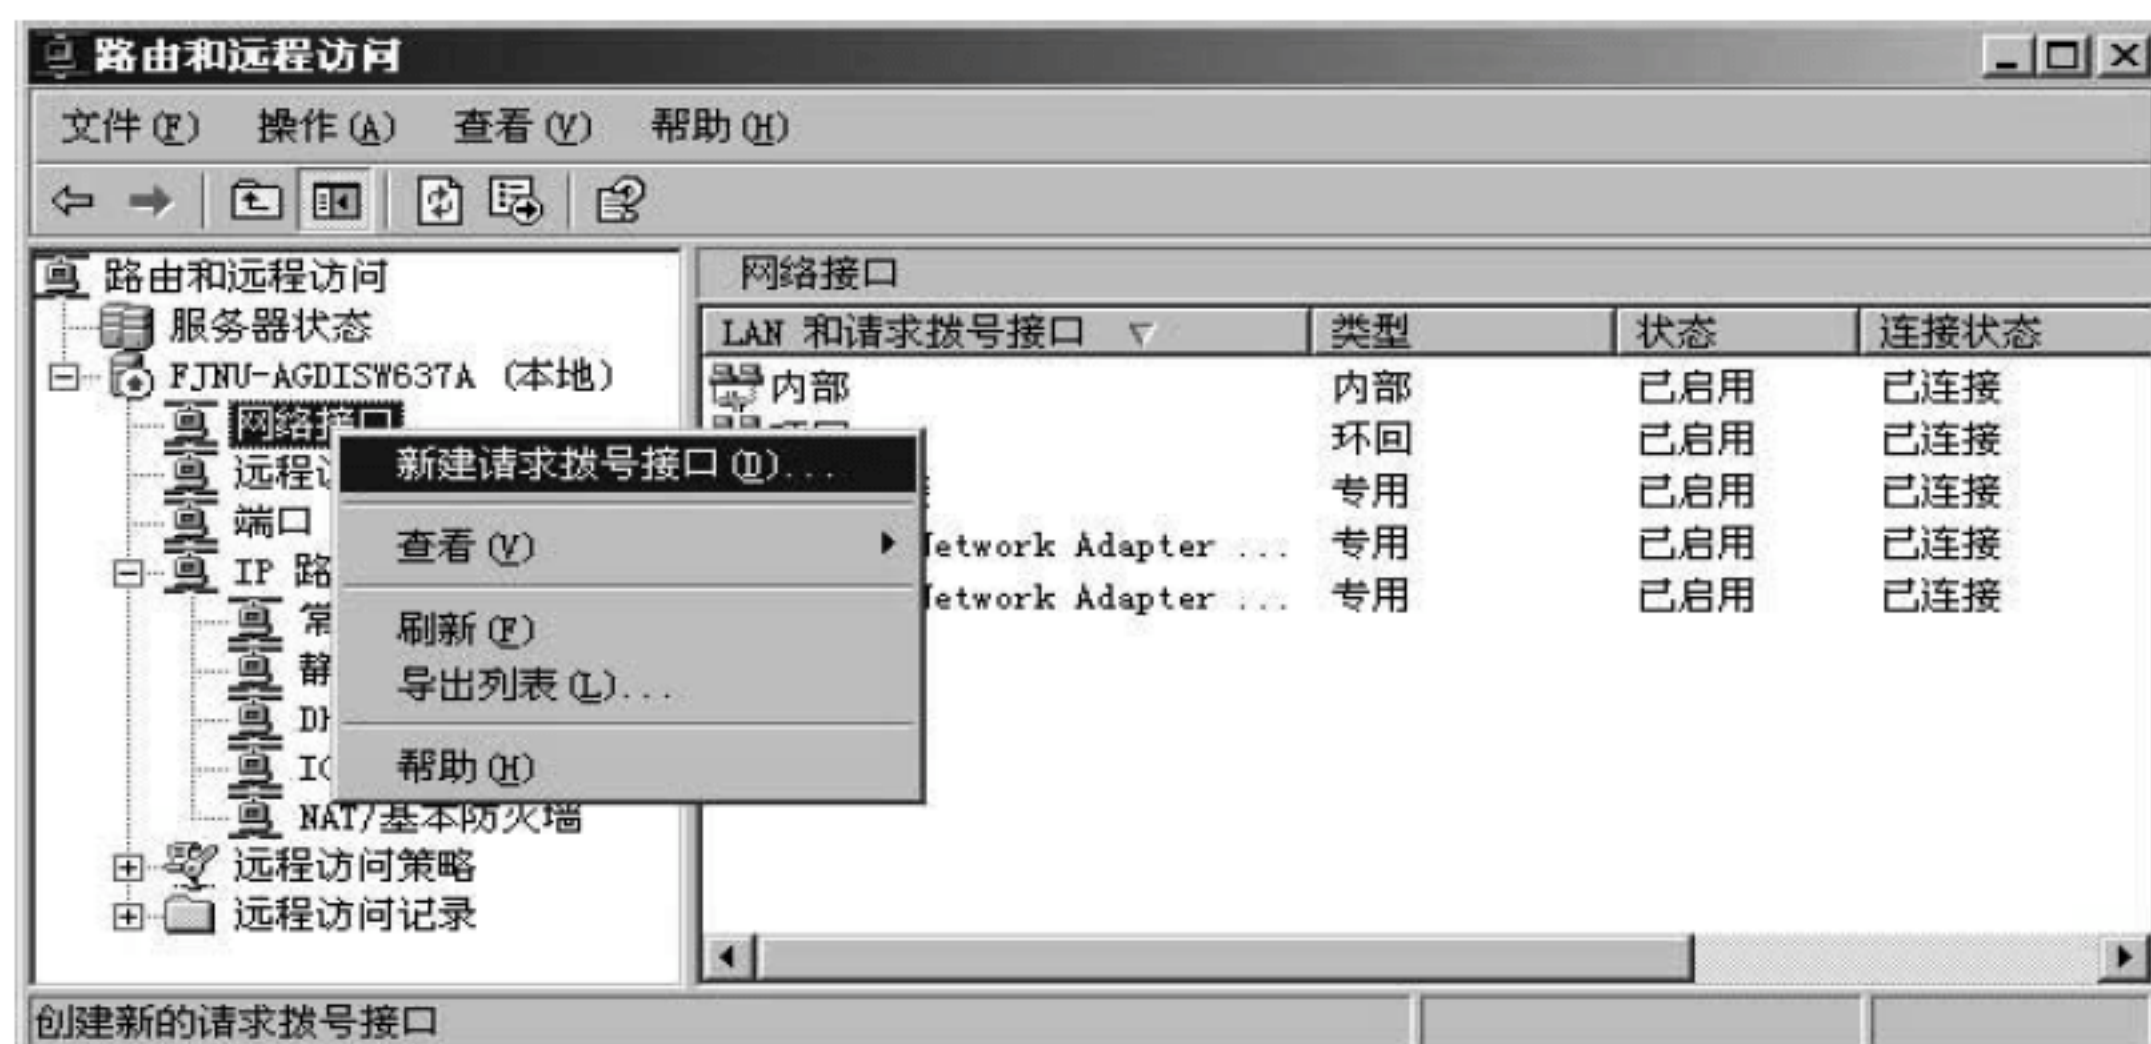 路由和远程访问
文件(F) 操作(A) 查看(V) 帮助(H)
路由和远程访问
服务器状态
FJNU-AGDISW637A (本地)
网络接口
远程
端口
IP 路
常
静
NAT/基本防火墙
远程访问策略
远程访问记录
新建请求拨号接口(D)...
查看(V)
刷新(F)
导出列表(L)...
帮助(H)
网络接口
LAN 和请求拨号接口 类型 状态 连接状态
内部 内部 已启用 已连接
环回 已启用 已连接
专用 已启用 已连接
Network Adapter ... 专用 已启用 已连接
Network Adapter ... 专用 已启用 已连接
创建新的请求拨号接口